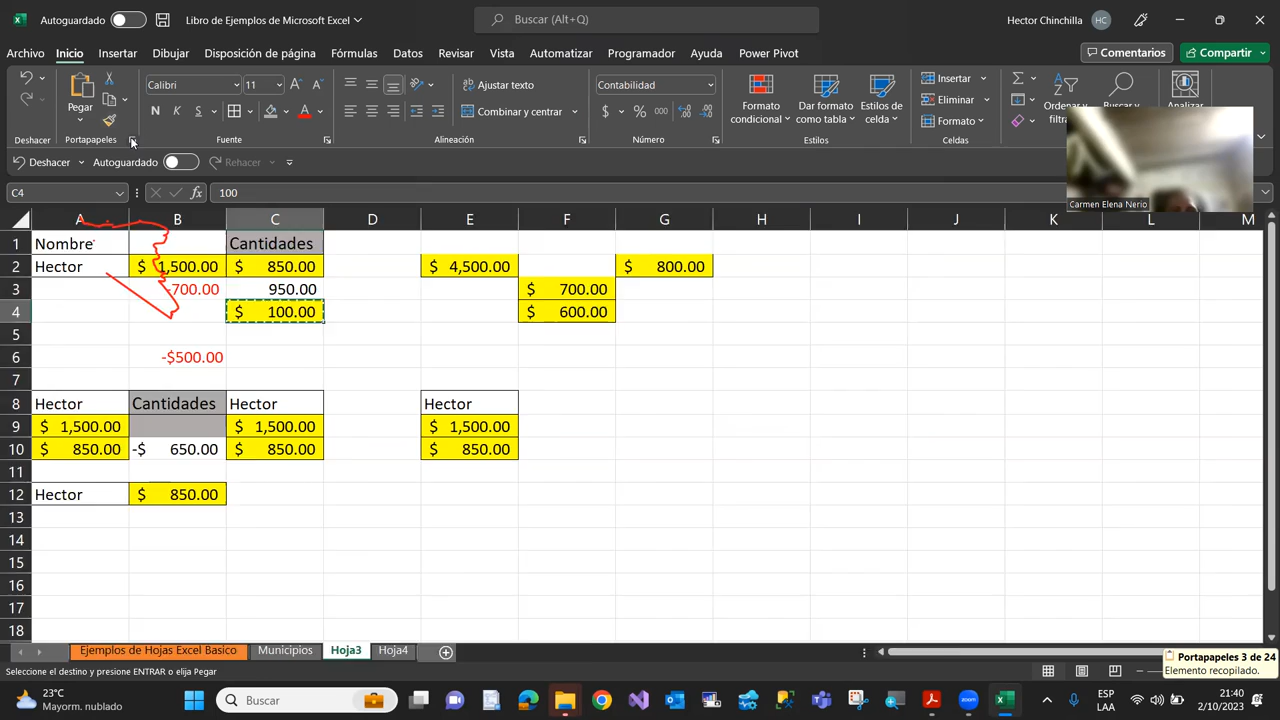 Autoguardado
Libro de Ejemplos de Microsoft Excel
Buscar (Alt+Q)
Hector Chinchilla
HC
Archivo Inicio Insertar Dibujar Disposición de página Fórmulas Datos Revisar Vista Automatizar Programador Ayuda Power Pivot
Comentarios
Compartir
Pegar
Calibri 11
N K S
Ajustar texto
Combinar y centrar
Contabilidad
$ % 000
Formato condicional
Dar formato como tabla
Estilos de celda
Insertar
Eliminar
Formato
Ordenar y
Buscar y
Analizar
Deshacer Portapapeles Fuente Alineación Número Estilos Celdas
Deshacer Autoguardado Rehacer
Carmen Elena Nerio
C4 fx 100
A B C D E F G H I J K L M
1 Nombre Cantidades
2 Hector $ 1,500.00 $ 850.00 $ 4,500.00 $ 800.00
3 -700.00 950.00 $ 700.00
4 $ 100.00 $ 600.00
5
6 -$500.00
7
8 Hector Cantidades Hector Hector
9 $ 1,500.00 $ 1,500.00 $ 1,500.00
10 $ 850.00 -$ 650.00 $ 850.00 $ 850.00
11
12 Hector $ 850.00
13
14
15
16
17
18
Ejemplos de Hojas Excel Basico Municipios Hoja3 Hoja4
Seleccione el destino y presione ENTRAR o elija Pegar
Portapapeles 3 de 24
Elemento recopilado.
23°C
Mayorm. nublado
Buscar
ESP
LAA
21:40
2/10/2023